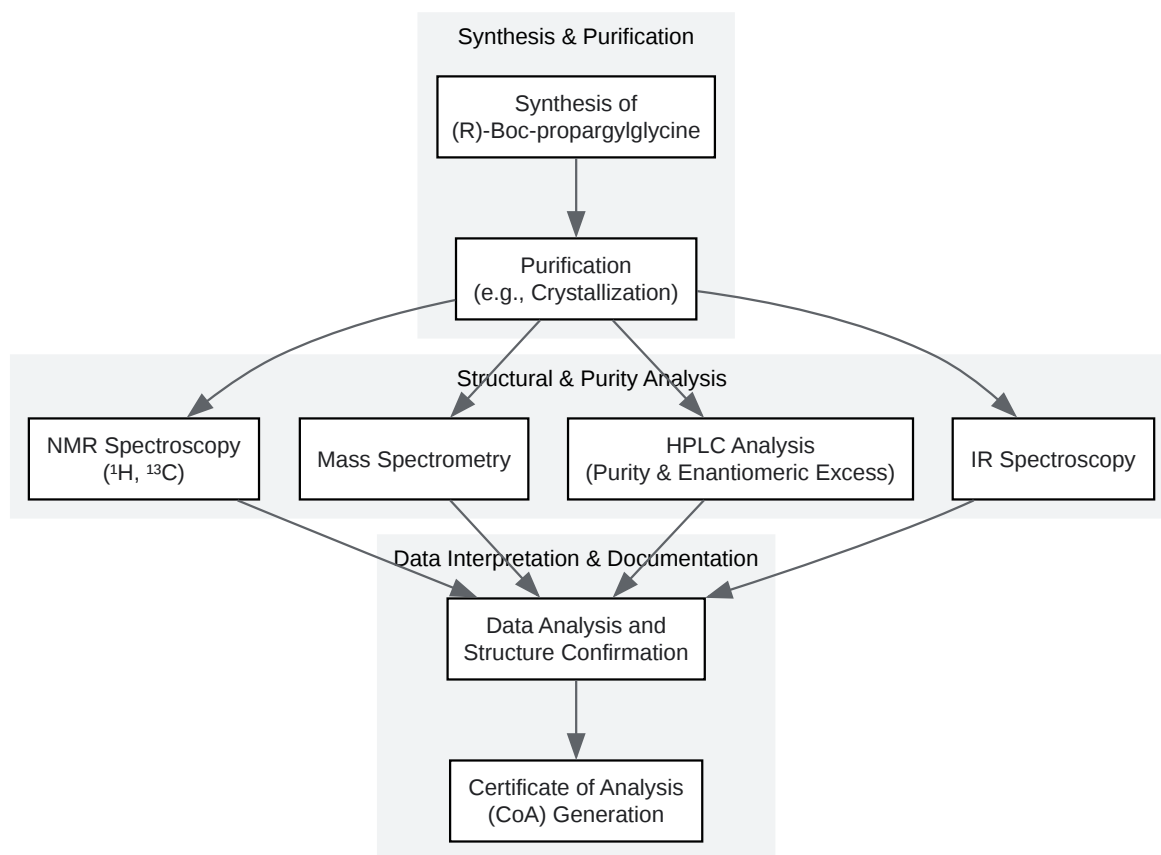 Synthesis & Purification
Synthesis of
(R)-Boc-propargylglycine
Purification
(e.g., Crystallization)
Structural & Purity Analysis
NMR Spectroscopy
(¹H, ¹³C)
Mass Spectrometry
HPLC Analysis
(Purity & Enantiomeric Excess)
IR Spectroscopy
Data Interpretation & Documentation
Data Analysis and
Structure Confirmation
Certificate of Analysis
(CoA) Generation